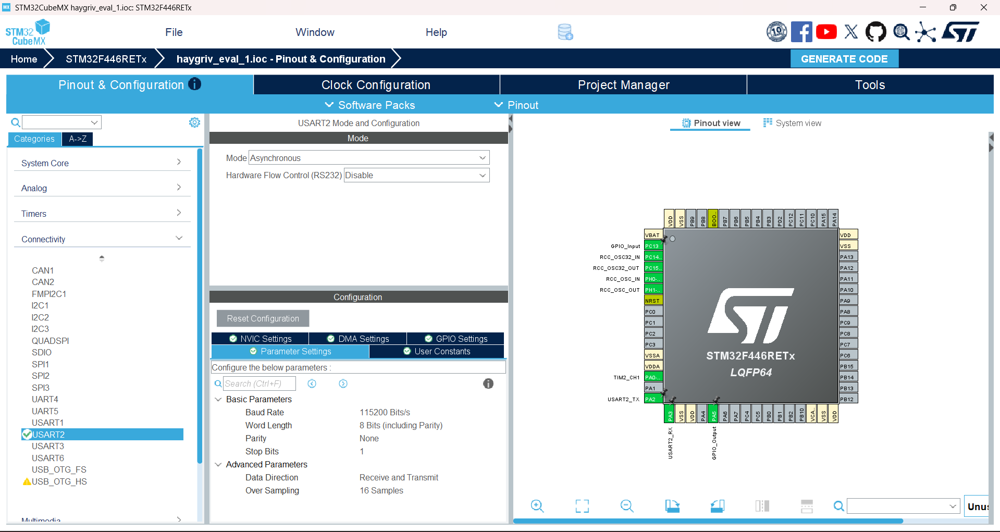 MX STM32CubeMX haygriv_eval_1.ioc: STM32F446RETx
STM32 CubeMX
File
Window
Help
10
Home
STM32F446RETx
haygriv_eval_1.ioc - Pinout & Configuration
GENERATE CODE
Pinout & Configuration
Clock Configuration
Project Manager
Tools
Software Packs
Pinout
Categories
A->Z
System Core
Analog
Timers
Connectivity
CAN1
CAN2
FMPI2C1
I2C1
I2C2
I2C3
QUADSPI
SDIO
SPI1
SPI2
SPI3
UART4
UART5
USART1
USART2
USART3
USART6
USB_OTG_FS
USB_OTG_HS
Multimedia
USART2 Mode and Configuration
Mode
Mode Asynchronous
Hardware Flow Control (RS232) Disable
Configuration
Reset Configuration
NVIC Settings
DMA Settings
GPIO Settings
Parameter Settings
User Constants
Configure the below parameters :
Search (Ctrl+F)
Basic Parameters
Baud Rate 115200 Bits/s
Word Length 8 Bits (including Parity)
Parity None
Stop Bits 1
Advanced Parameters
Data Direction Receive and Transmit
Over Sampling 16 Samples
Pinout view
System view
VDD VSS PB9 PB8 BOO.. PB7 PB6 PB5 PB4 PB3 PD2 PC12 PC11 PC10 PA15 PA14
VBAT
GPIO_Input PC13
RCC_OSC32_IN PC14..
RCC_OSC32_OUT PC15..
RCC_OSC_IN PH0-..
RCC_OSC_OUT PH1-..
NRST
PC0
PC1
PC2
PC3
VSSA
VDDA
TIM2_CH1 PA0-..
PA1
USART2_TX PA2
ST
STM32F446RETx
LQFP64
VDD
VSS
PA13
PA12
PA11
PA10
PA9
PA8
PC9
PC8
PC7
PC6
PB15
PB14
PB13
PB12
PA3 VSS VDD PA4 PA5 PA6 PA7 PC4 PC5 PB0 PB1 PB2 PB10 VCA.. VSS VDD
USART2_RX
GPIO_Output
Unus